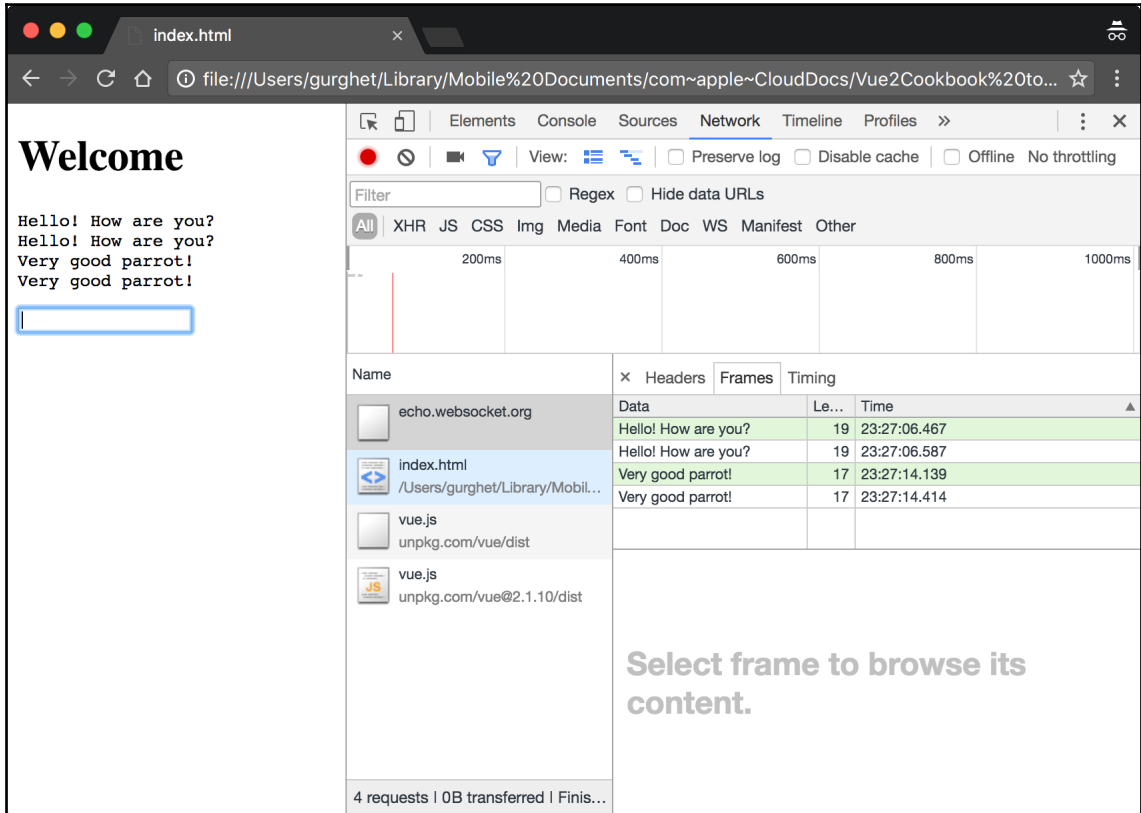 index.html ×
file:///Users/gurghet/Library/Mobile%20Documents/com~apple~CloudDocs/Vue2Cookbook%20to...
Welcome
Hello! How are you?
Hello! How are you?
Very good parrot!
Very good parrot!
Elements Console Sources Network Timeline Profiles »
View: Preserve log Disable cache Offline No throttling
Filter Regex Hide data URLs
All XHR JS CSS Img Media Font Doc WS Manifest Other
200ms 400ms 600ms 800ms 1000ms
Name
echo.websocket.org
index.html
/Users/gurghet/Library/Mobil...
vue.js
unpkg.com/vue/dist
JS
vue.js
unpkg.com/vue@2.1.10/dist
4 requests | 0B transferred | Finis...
× Headers Frames Timing
Data Le... Time
Hello! How are you? 19 23:27:06.467
Hello! How are you? 19 23:27:06.587
Very good parrot! 17 23:27:14.139
Very good parrot! 17 23:27:14.414
Select frame to browse its
content.